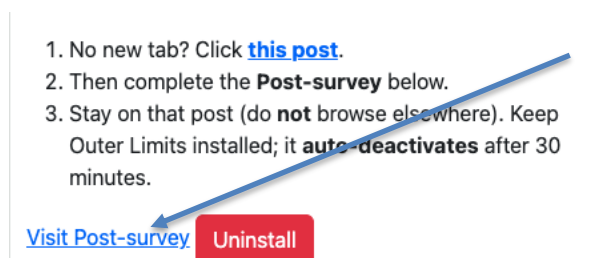 1. No new tab? Click this post.
2. Then complete the Post-survey below.
3. Stay on that post (do not browse elsewhere). Keep
Outer Limits installed; it auto-deactivates after 30
minutes.
Visit Post-survey Uninstall